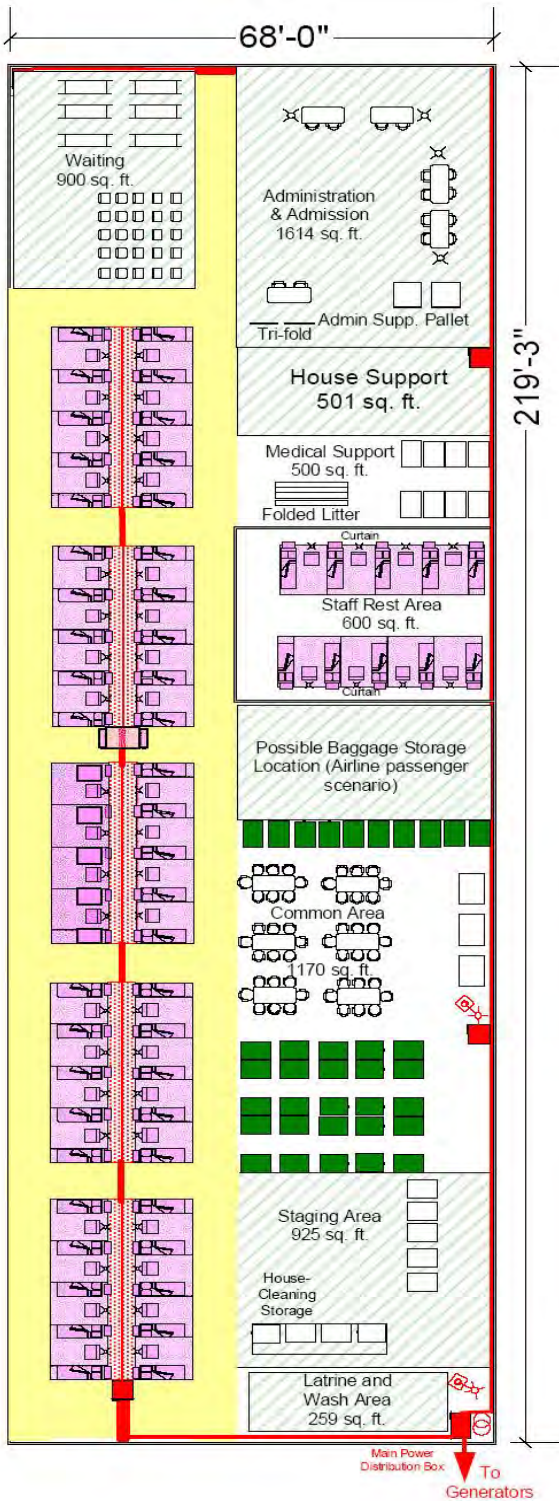 68'-0"
219'-3"
Waiting
900 sq. ft.
Administration
& Admission
1614 sq. ft.
Tri-fold
Admin Supp. Pallet
House Support
501 sq. ft.
Medical Support
500 sq. ft.
Folded Litter
Curtain
Staff Rest Area
600 sq. ft.
Curtain
Possible Baggage Storage
Location (Airline passenger
scenario)
Common Area
1170 sq. ft.
Staging Area
925 sq. ft.
House-
Cleaning
Storage
Latrine and
Wash Area
259 sq. ft.
Main Power
Distribution Box
To
Generators